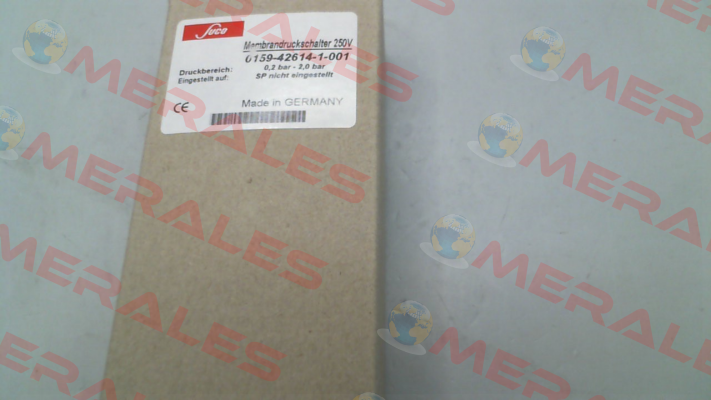 Suco
Membrandruckschalter 250V
0159-42614-1-001
Druckbereich: 0,2 bar - 2,0 bar
Eingestellt auf: SP nicht eingestellt
CE Made in GERMANY
MERALES
MERALES
MERALES
MERALES
MERALES